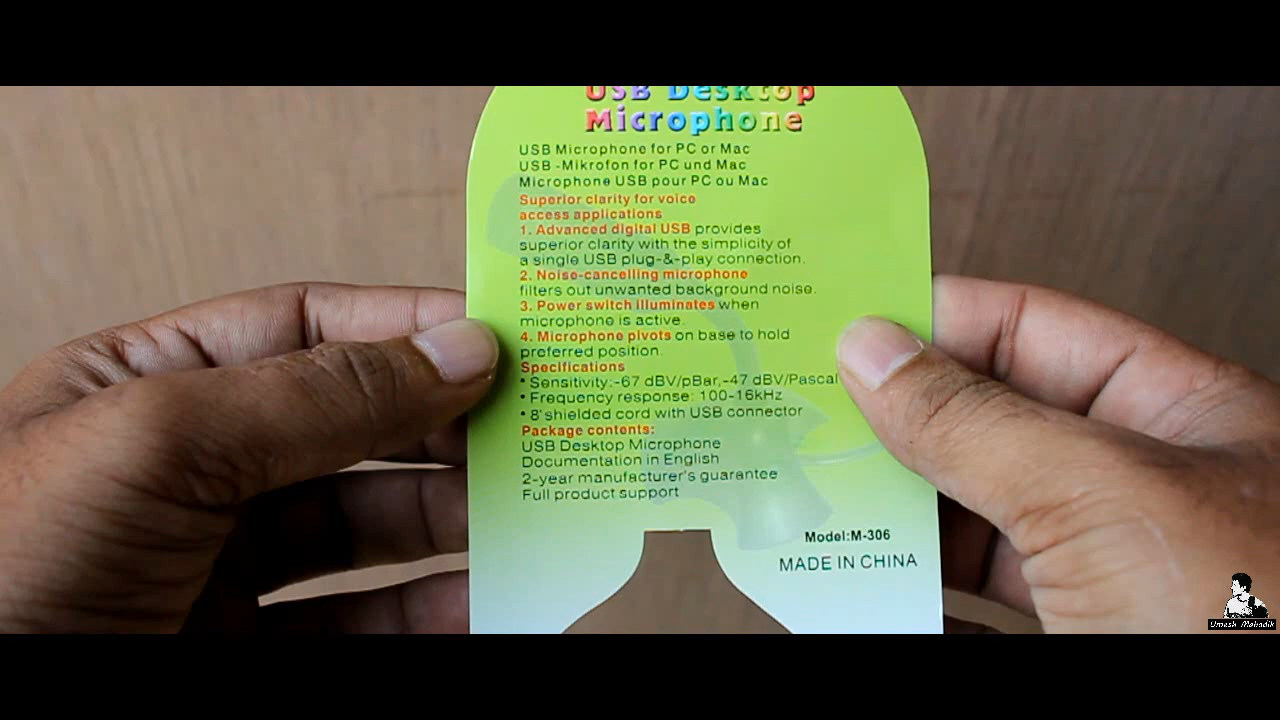 USB Desktop
Microphone
USB Microphone for PC or Mac
USB -Mikrofon for PC und Mac
Microphone USB pour PC ou Mac
Superior clarity for voice
access applications
1. Advanced digital USB provides
superior clarity with the simplicity of
a single USB plug-&-play connection.
2. Noise-cancelling microphone
filters out unwanted background noise.
3. Power switch illuminates when
microphone is active.
4. Microphone pivots on base to hold
preferred position.
Specifications
• Sensitivity:-67 dBV/pBar,-47 dBV/Pascal
• Frequency response: 100-16kHz
• 8' shielded cord with USB connector
Package contents:
USB Desktop Microphone
Documentation in English
2-year manufacturer's guarantee
Full product support
Model:M-306
MADE IN CHINA
Umesh Mahadik